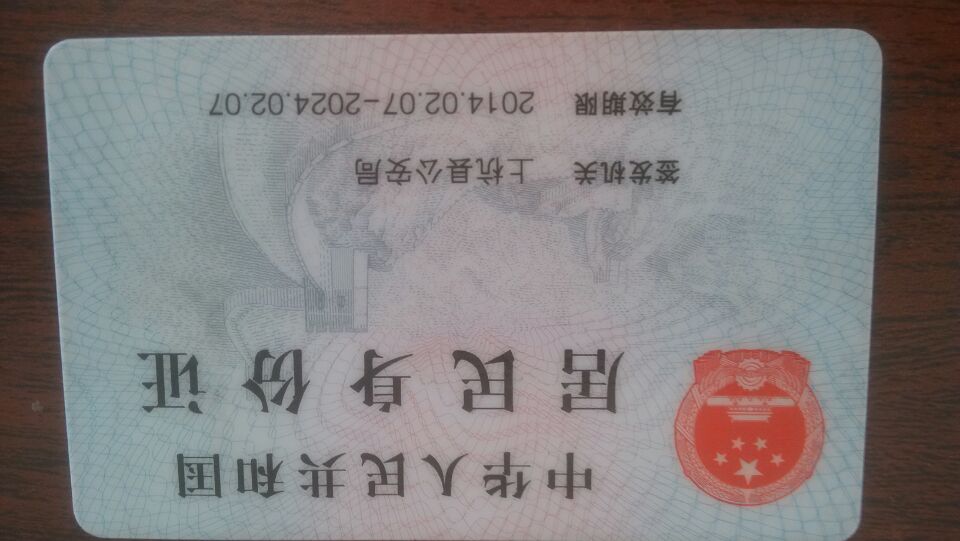 中华人民共和国
居民身份证
签发机关 上杭县公安局
有效期限 2014.02.07-2024.02.07